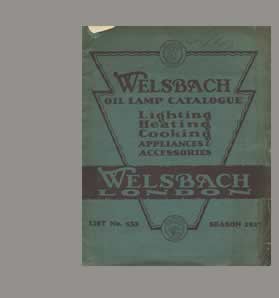 WELSBACH
OIL LAMP CATALOGUE
Lighting
Heating
Cooking
APPLIANCES &
ACCESSORIES
WELSBACH
LONDON
LIST No.
SEASON